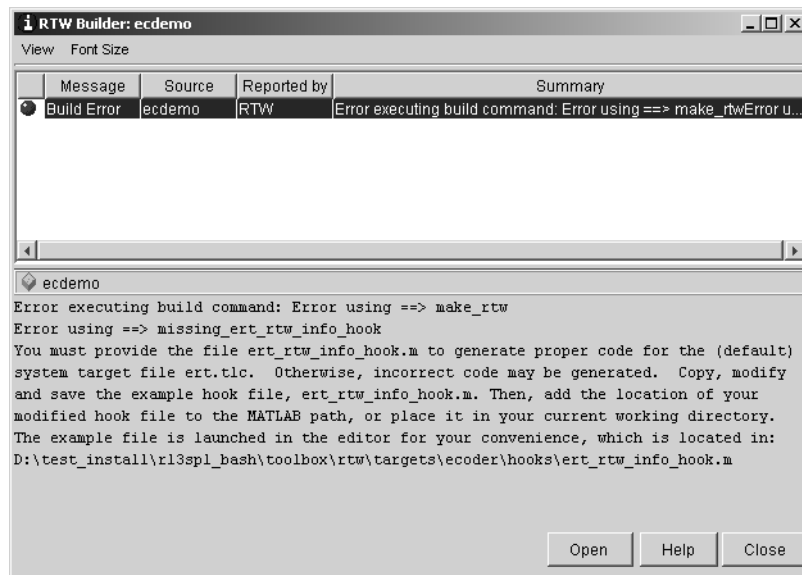 RTW Builder: ecdemo
View Font Size
Message Source Reported by Summary
Build Error ecdemo RTW Error executing build command: Error using ==> make_rtwError u...
ecdemo
Error executing build command: Error using ==> make_rtw
Error using ==> missing_ert_rtw_info_hook
You must provide the file ert_rtw_info_hook.m to generate proper code for the (default)
system target file ert.tlc.  Otherwise, incorrect code may be generated.  Copy, modify
and save the example hook file, ert_rtw_info_hook.m. Then, add the location of your
modified hook file to the MATLAB path, or place it in your current working directory.
The example file is launched in the editor for your convenience, which is located in:
D:\test_install\r13sp1_bash\toolbox\rtw\targets\ecoder\hooks\ert_rtw_info_hook.m
Open Help Close